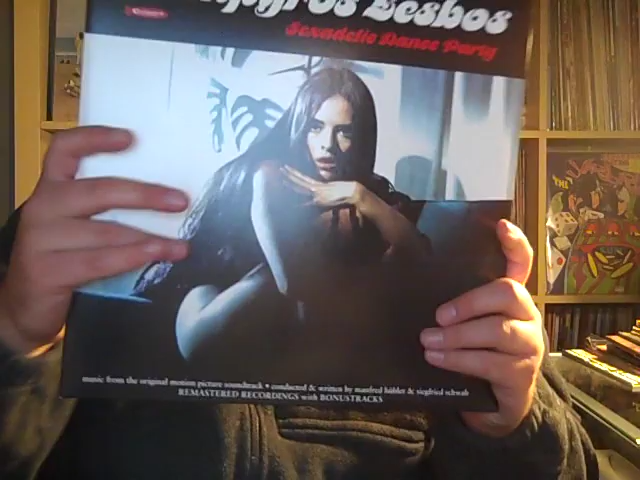 Lesbos
Sexadelic Dance Party
music from the original motion picture soundtrack • conducted & written by manfred hübler & siegfried schwab
REMASTERED RECORDINGS with BONUSTRACKS
THE